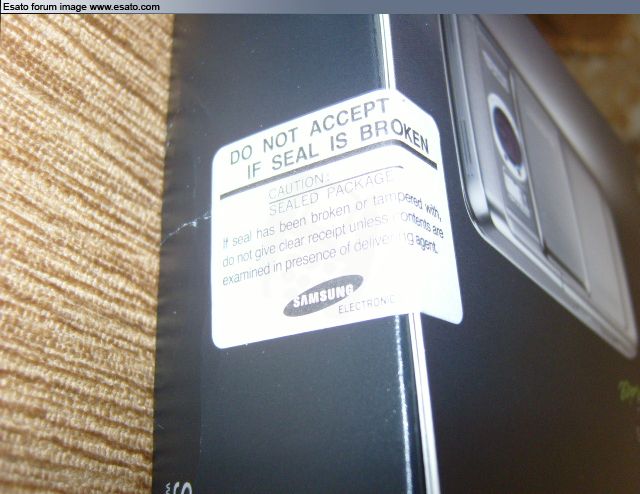 Esato forum image www.esato.com
DO NOT ACCEPT
IF SEAL IS BROKEN
CAUTION:
SEALED PACKAGE
If seal has been broken or tampered with,
do not give clear receipt unless contents are
examined in presence of delivering agent.
SAMSUNG
ELECTRONIC